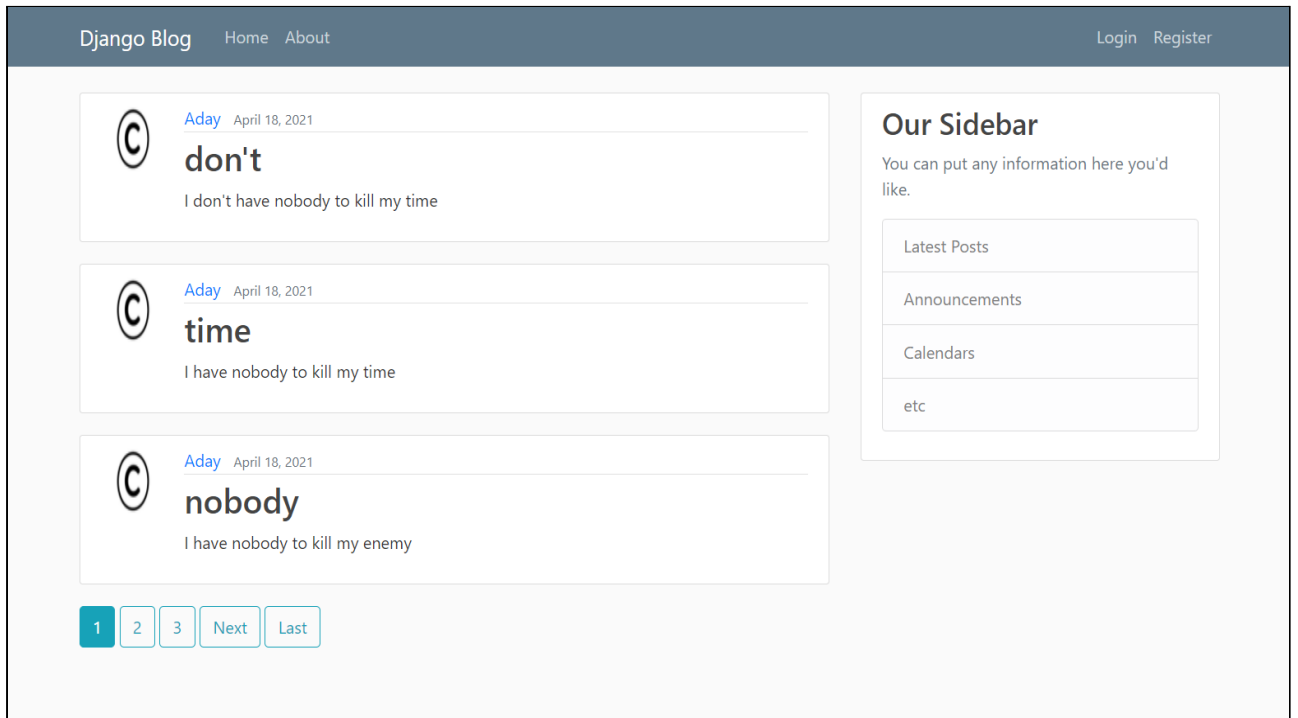 Django Blog Home About Login Register
© Aday April 18, 2021
don't
I don't have nobody to kill my time
© Aday April 18, 2021
time
I have nobody to kill my time
© Aday April 18, 2021
nobody
I have nobody to kill my enemy
1 2 3 Next Last
Our Sidebar
You can put any information here you'd
like.
Latest Posts
Announcements
Calendars
etc